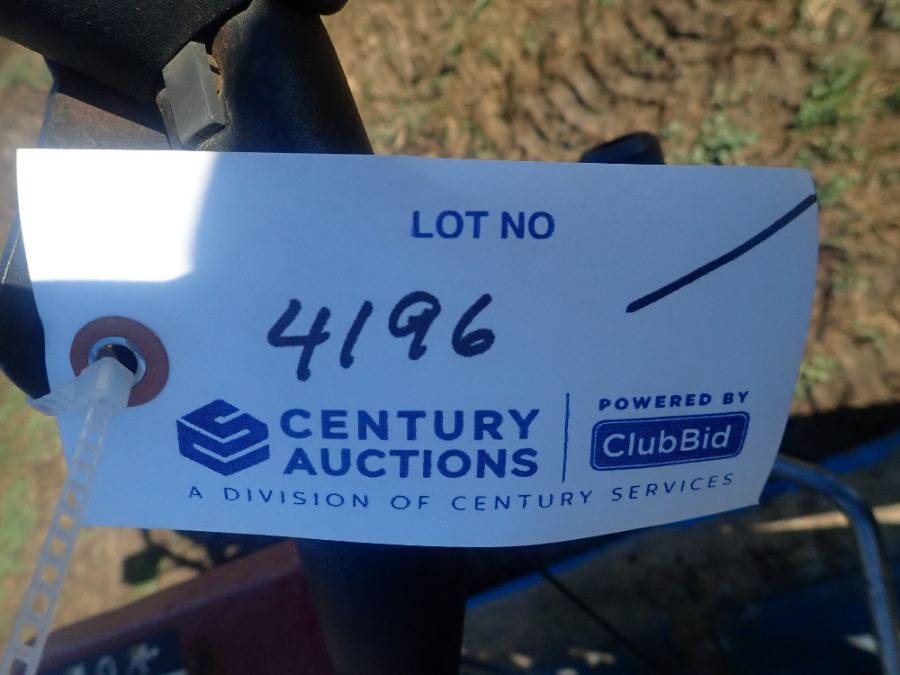 LOT NO
4196
CENTURY
AUCTIONS
POWERED BY
ClubBid
A DIVISION OF CENTURY SERVICES